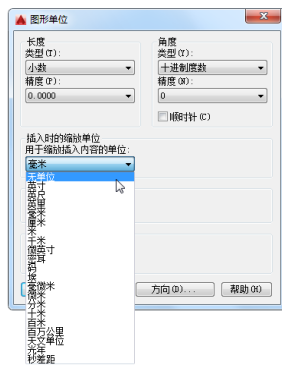 图形单位
长度
类型(T):
小数
精度(P):
0.0000
角度
类型(Y):
十进制度数
精度(N):
0
顺时针(C)
插入时的缩放单位
用于缩放插入内容的单位:
毫米
无单位
英寸
英尺
英里
毫米
厘米
米
千米
微英寸
密耳
码
埃
毫微米
微米
分米
十米
百米
百万公里
天文单位
光年
秒差距
方向(D)...
帮助(H)